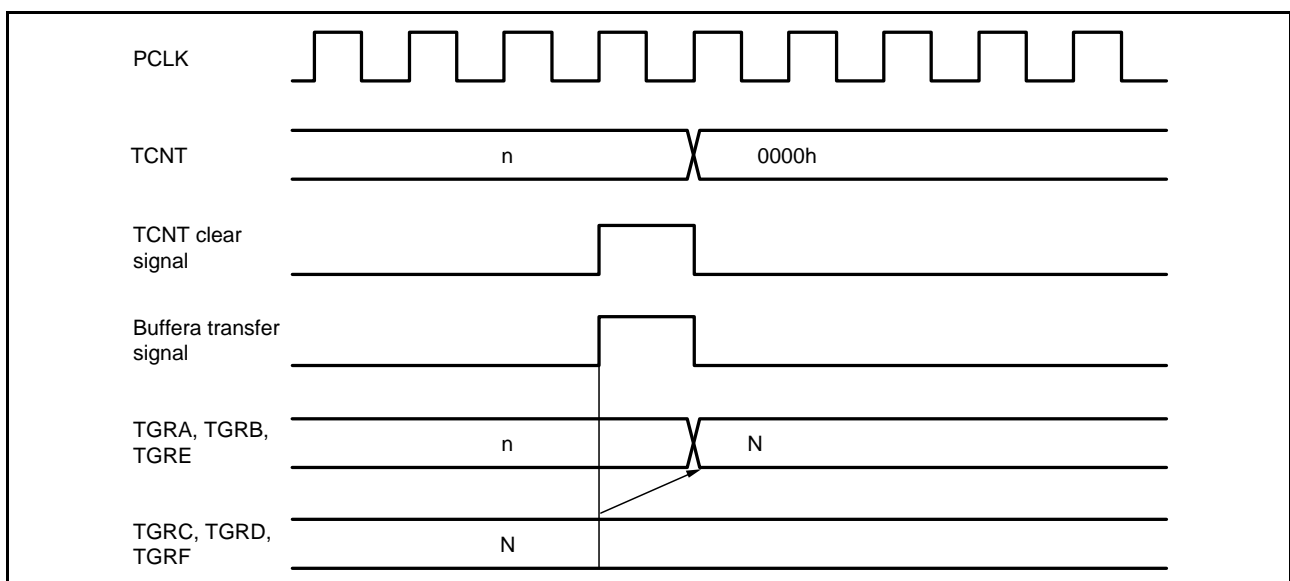 PCLK
TCNT
n
0000h
TCNT clear
signal
Buffera transfer
signal
TGRA, TGRB,
TGRE
n
N
TGRC, TGRD,
TGRF
N